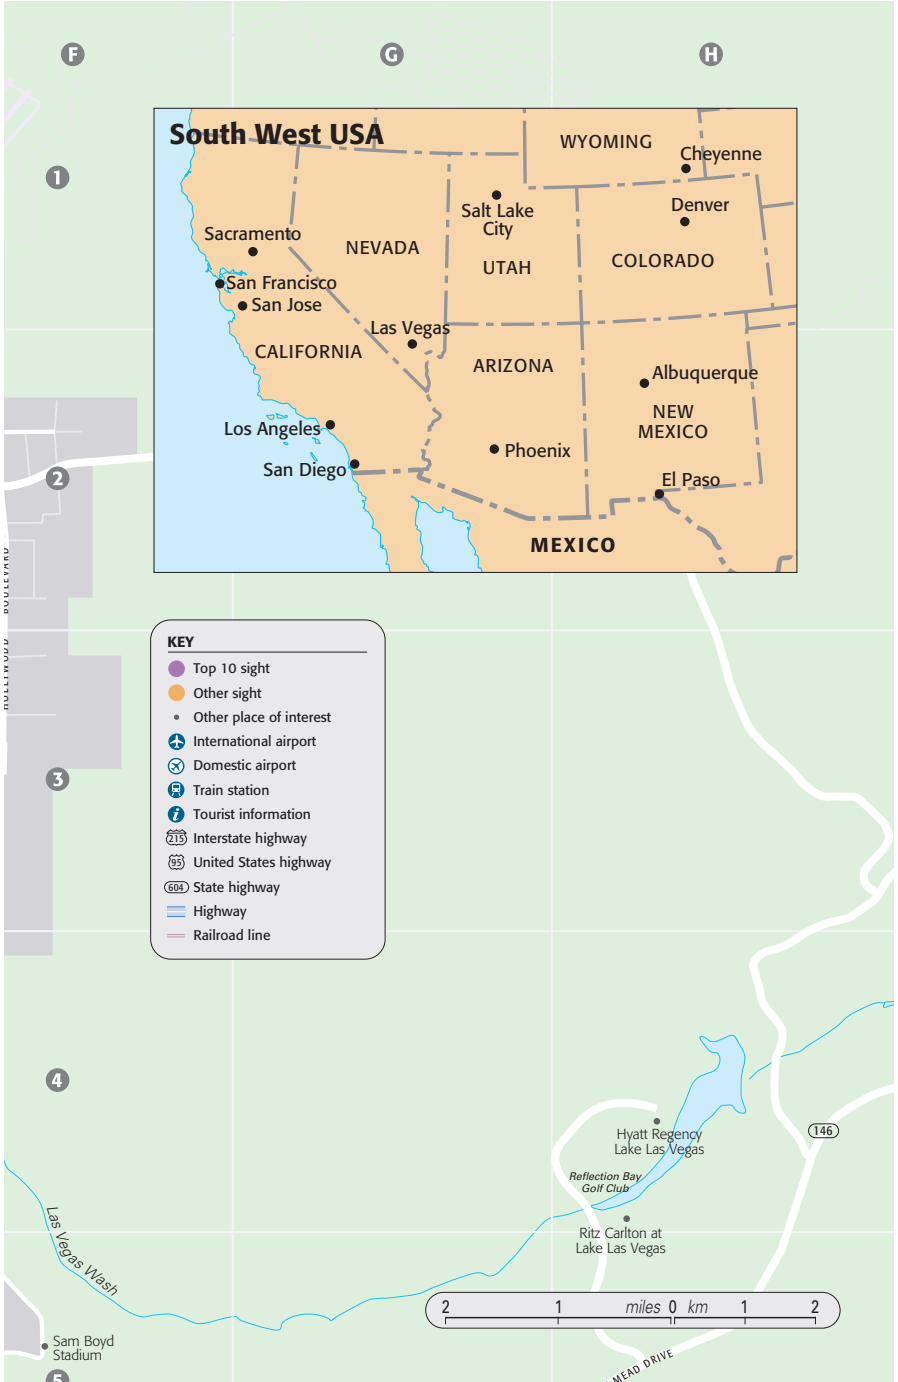 F
G
H
1
South West USA
WYOMING
Cheyenne
Denver
Salt Lake
City
Sacramento
NEVADA
UTAH
COLORADO
San Francisco
San Jose
Las Vegas
CALIFORNIA
ARIZONA
Albuquerque
NEW
MEXICO
Los Angeles
Phoenix
San Diego
El Paso
MEXICO
2
HOLLYWOOD BOULEVARD
KEY
Top 10 sight
Other sight
Other place of interest
International airport
Domestic airport
Train station
Tourist information
215 Interstate highway
95 United States highway
604 State highway
Highway
Railroad line
3
4
146
Hyatt Regency
Lake Las Vegas
Reflection Bay
Golf Club
Ritz Carlton at
Lake Las Vegas
Las Vegas Wash
2 1 miles 0 km 1 2
Sam Boyd
Stadium
MEAD DRIVE
5